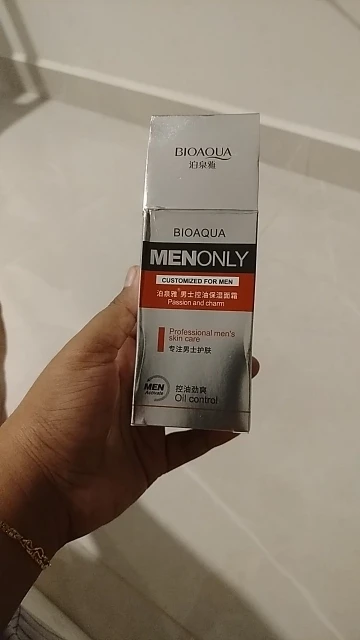 BIOAQUA
泊泉雅
BIOAQUA
MENONLY
CUSTOMIZED FOR MEN
泊泉雅®男士控油保湿面霜
Passion and charm
Professional men's
skin care
专注男士护肤
MEN
控油劲爽
Oil control